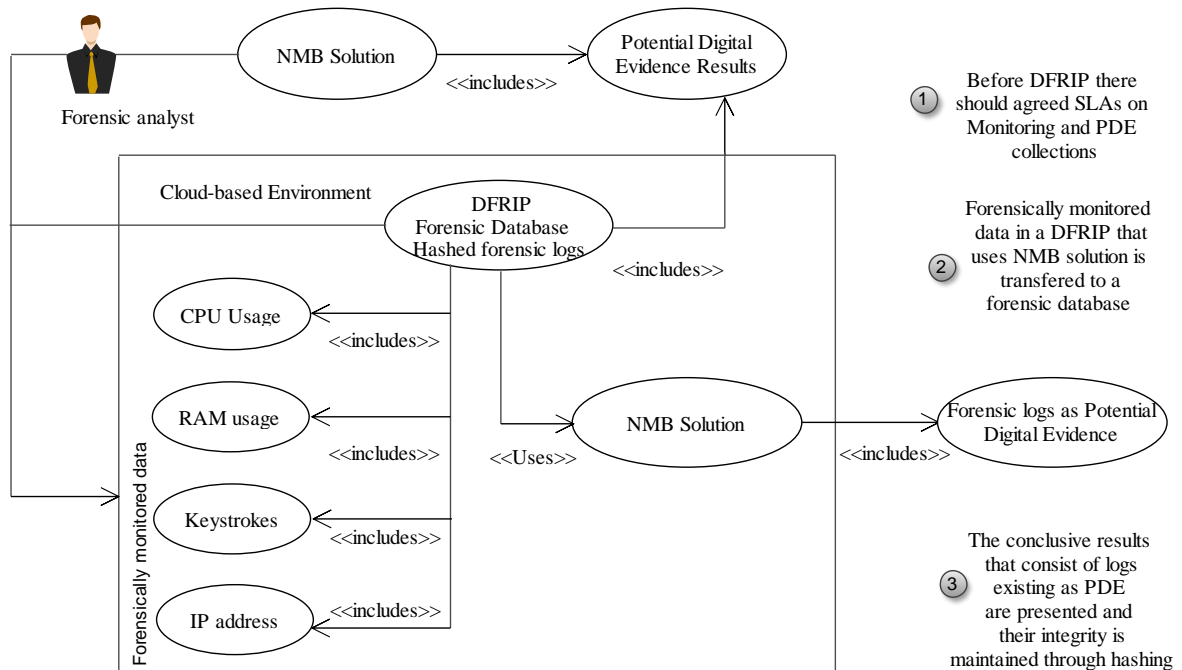 NMB Solution
<<includes>>
Potential Digital
Evidence Results
Forensic analyst
1
Before DFRIP there
should agreed SLAs on
Monitoring and PDE
collections
Cloud-based Environment
DFRIP
Forensic Database
Hashed forensic logs
<<includes>>
2
Forensically monitored
data in a DFRIP that
uses NMB solution is
transfered to a
forensic database
CPU Usage
<<includes>>
RAM usage
<<includes>>
Keystrokes
<<includes>>
IP address
<<includes>>
Forensically monitored data
<<Uses>>
NMB Solution
<<includes>>
Forensic logs as Potential
Digital Evidence
3
The conclusive results
that consist of logs
existing as PDE
are presented and
their integrity is
maintained through hashing